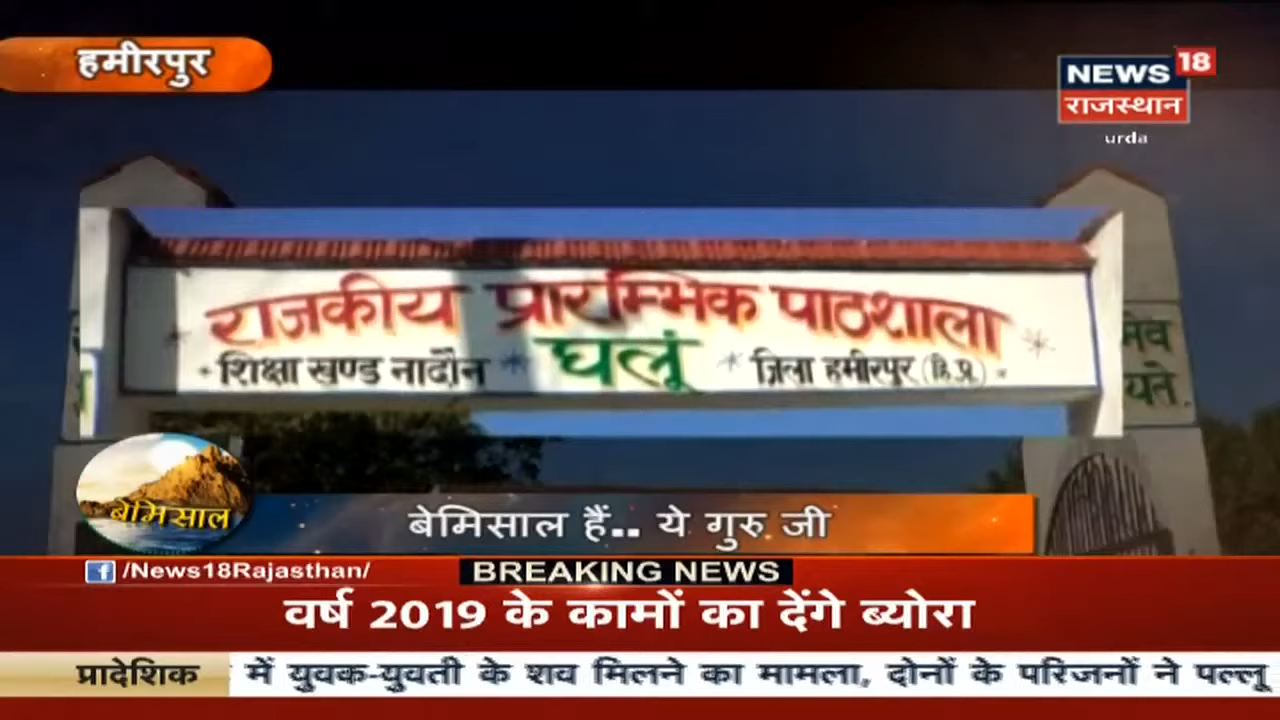 हमीरपुर
NEWS 18
राजस्थान
urda
राजकीय प्रारम्भिक पाठशाला
शिक्षा खण्ड नादौन घलूं जिला हमीरपुर (हि.प्र.)
मेव
यते.
बेमिसाल
बेमिसाल हैं.. ये गुरु जी
/News18Rajasthan/
BREAKING NEWS
वर्ष 2019 के कामों का देंगे ब्योरा
प्रादेशिक में युवक-युवती के शव मिलने का मामला, दोनों के परिजनों ने पल्लू